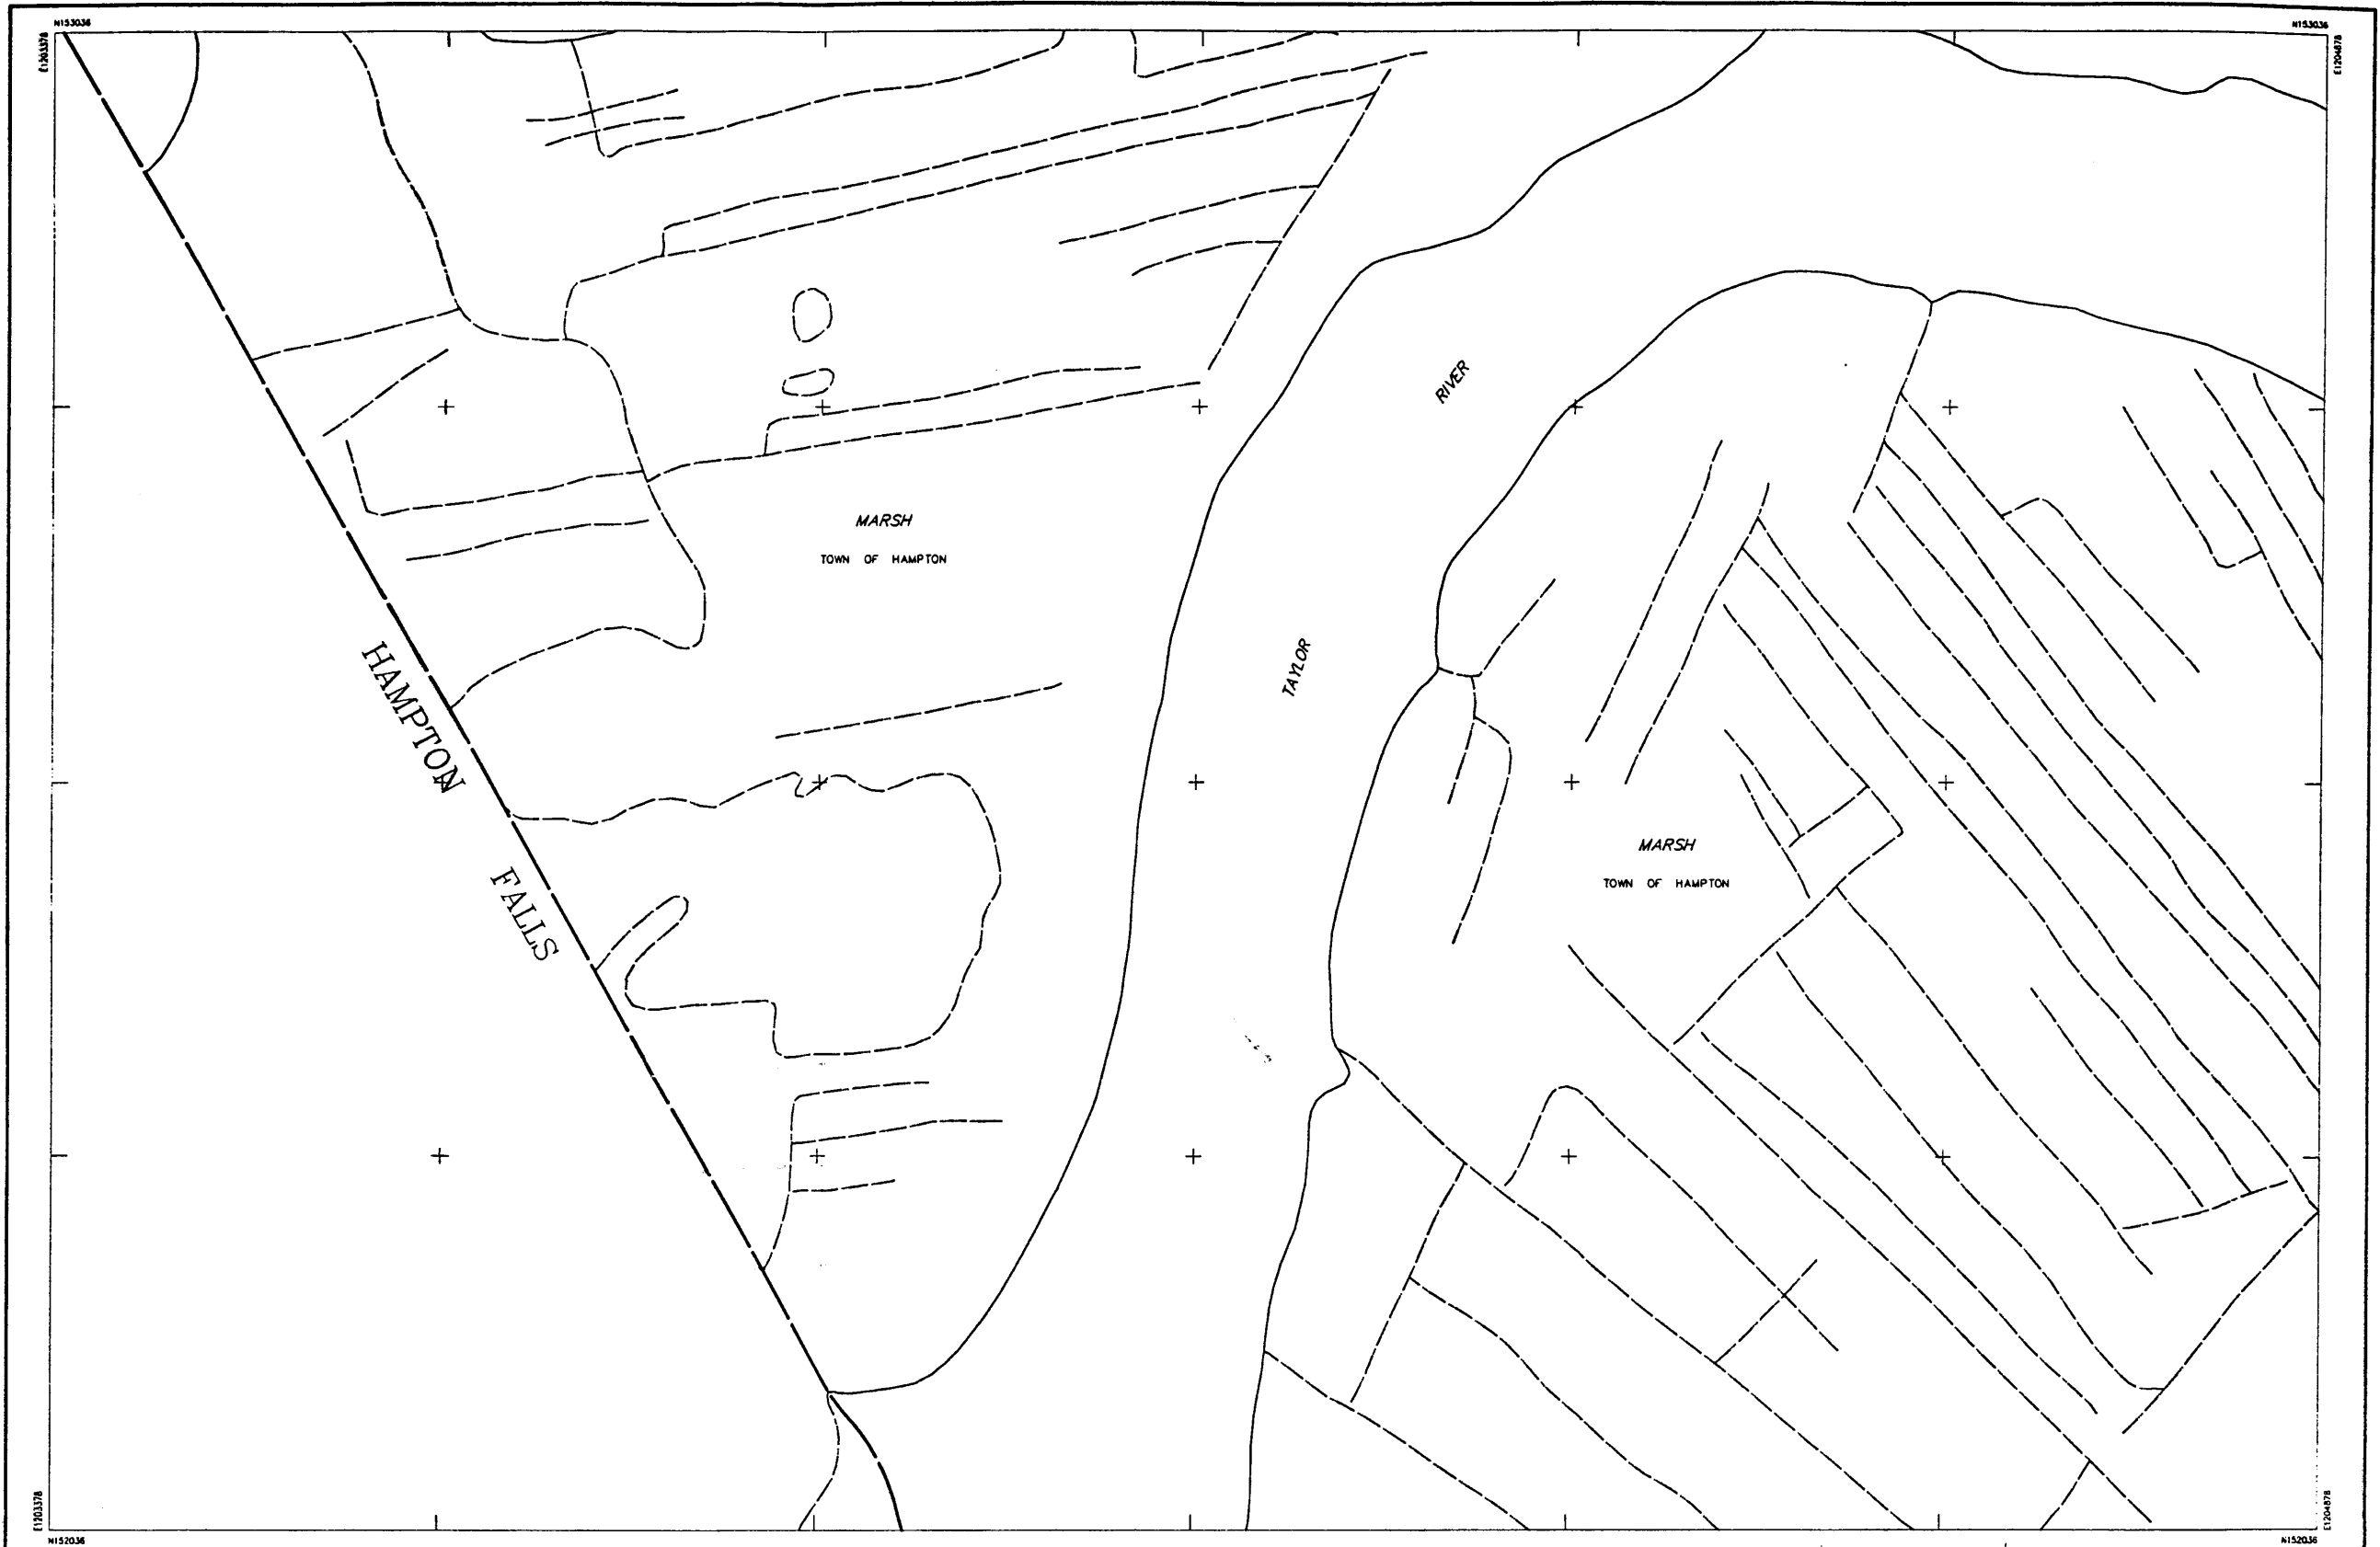 N153036
N153036
E1203378
E1204878
RIVER
MARSH
TOWN OF HAMPTON
TAYLOR
HAMPTON
FALLS
MARSH
TOWN OF HAMPTON
E1203378
E1204878
N152036
N152036